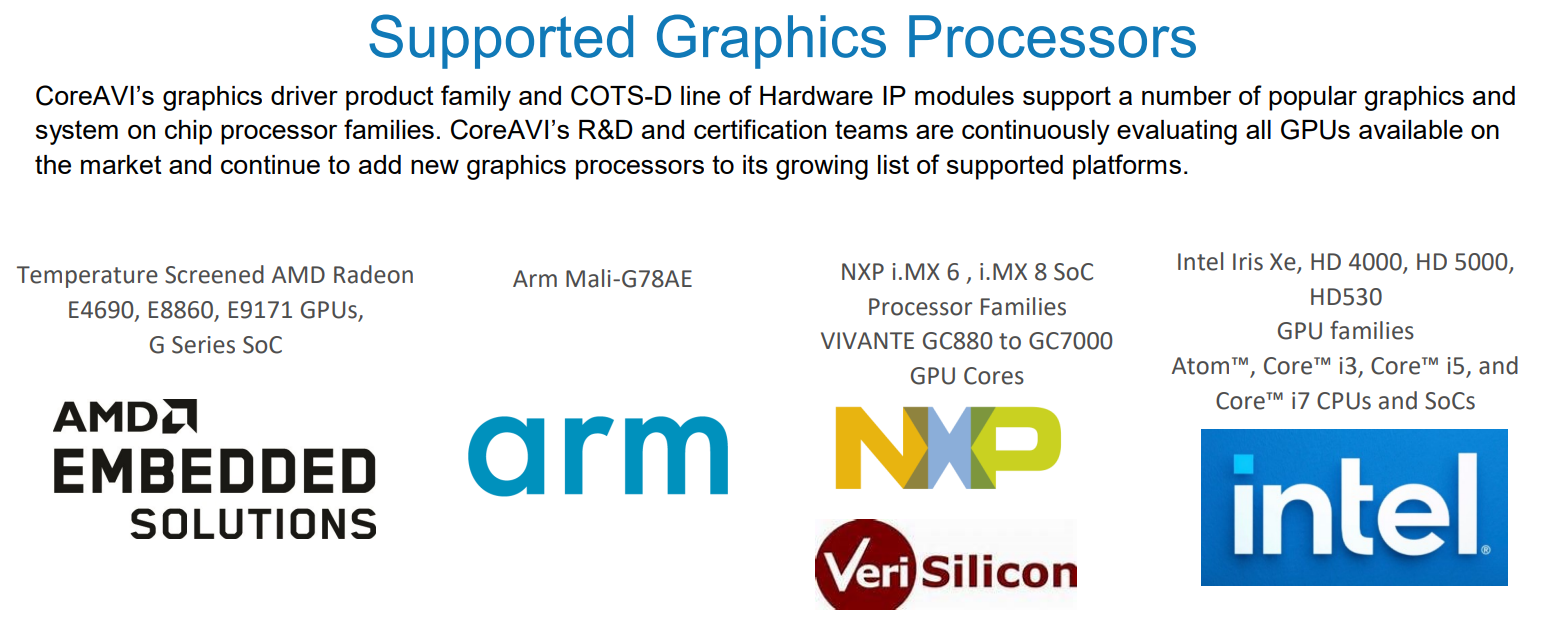 Supported Graphics Processors
CoreAVI’s graphics driver product family and COTS-D line of Hardware IP modules support a number of popular graphics and
system on chip processor families. CoreAVI’s R&D and certification teams are continuously evaluating all GPUs available on
the market and continue to add new graphics processors to its growing list of supported platforms.
Temperature Screened AMD Radeon
E4690, E8860, E9171 GPUs,
G Series SoC
AMD
EMBEDDED
SOLUTIONS
Arm Mali-G78AE
arm
NXP i.MX 6 , i.MX 8 SoC
Processor Families
VIVANTE GC880 to GC7000
GPU Cores
NXP
VeriSilicon
Intel Iris Xe, HD 4000, HD 5000,
HD530
GPU families
Atom™, Core™ i3, Core™ i5, and
Core™ i7 CPUs and SoCs
intel®